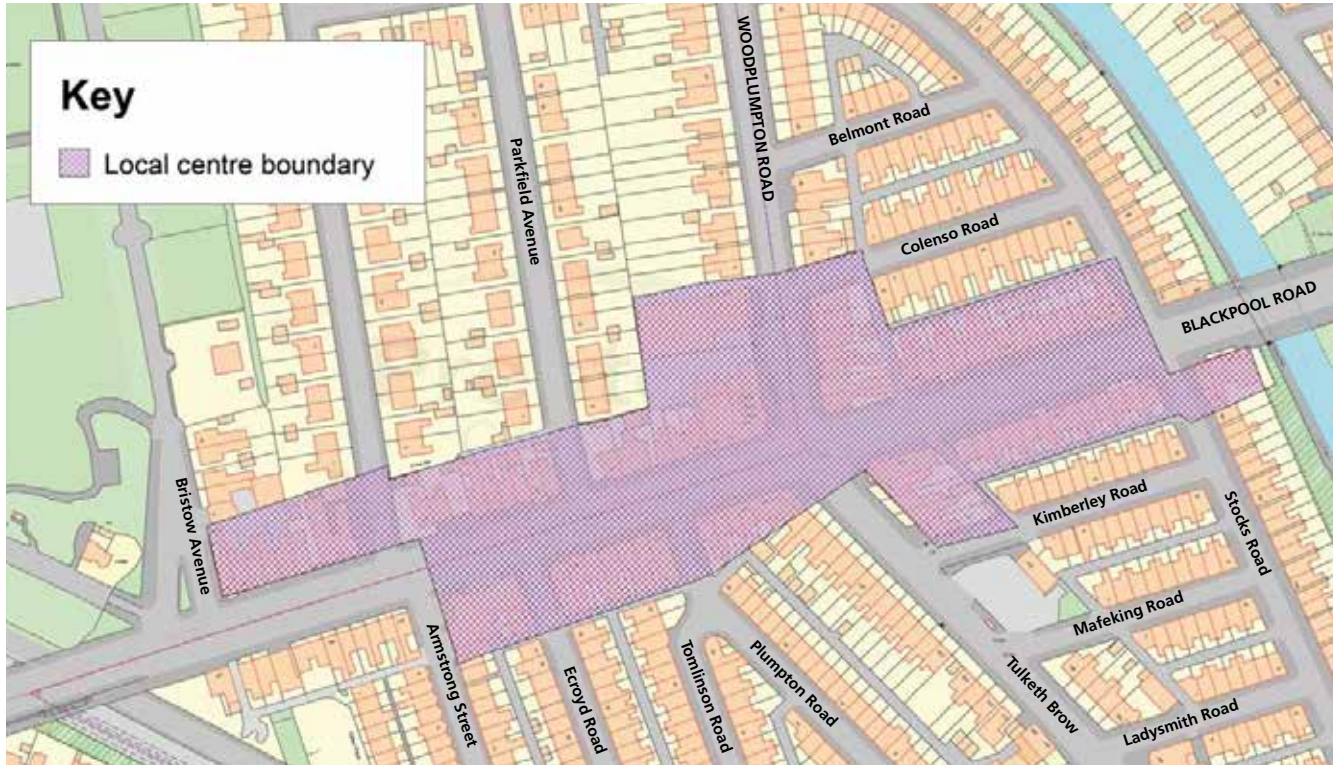 Key
Local centre boundary
WOODPLUMPTON ROAD
Belmont Road
Parkfield Avenue
Colenso Road
BLACKPOOL ROAD
Bristow Avenue
Kimberley Road
Stocks Road
Mafeking Road
Armstrong Street
Ecroyd Road
Tomlinson Road
Plumpton Road
Tulketh Brow
Ladysmith Road